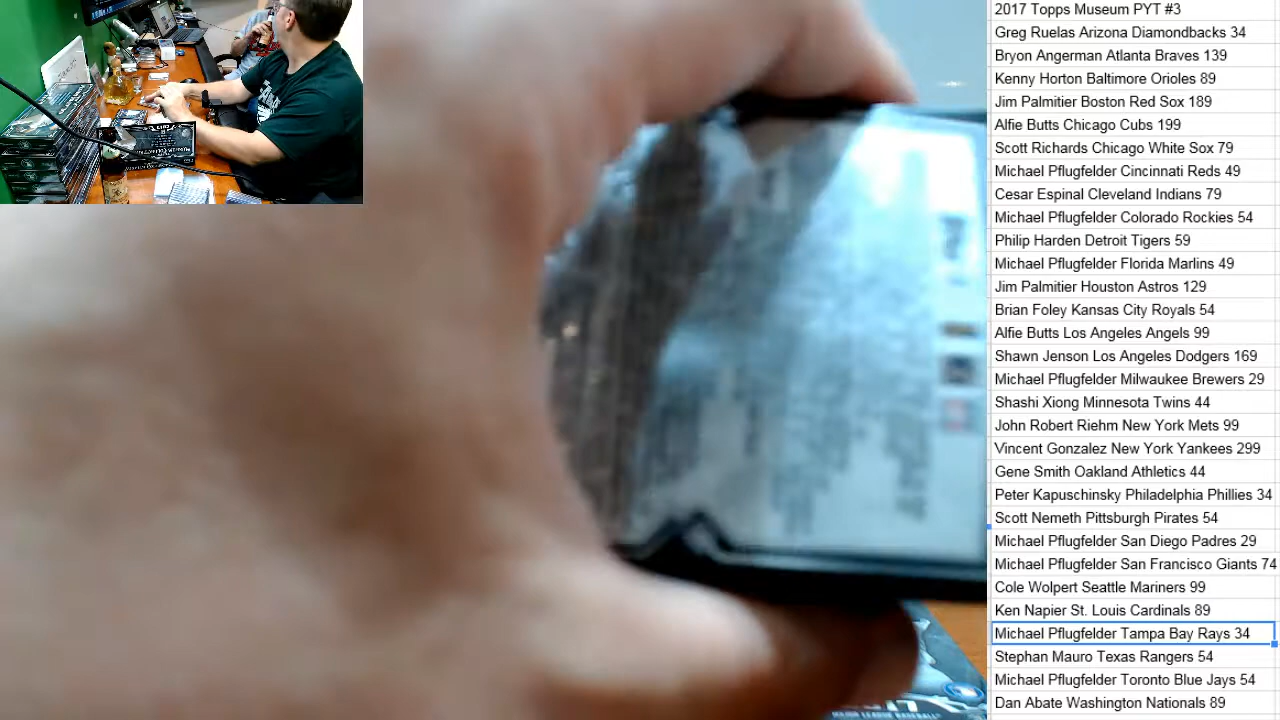 2017 Topps Museum PYT #3
Greg Ruelas Arizona Diamondbacks 34
Bryon Angerman Atlanta Braves 139
Kenny Horton Baltimore Orioles 89
Jim Palmitier Boston Red Sox 189
Alfie Butts Chicago Cubs 199
Scott Richards Chicago White Sox 79
Michael Pflugfelder Cincinnati Reds 49
Cesar Espinal Cleveland Indians 79
Michael Pflugfelder Colorado Rockies 54
Philip Harden Detroit Tigers 59
Michael Pflugfelder Florida Marlins 49
Jim Palmitier Houston Astros 129
Brian Foley Kansas City Royals 54
Alfie Butts Los Angeles Angels 99
Shawn Jenson Los Angeles Dodgers 169
Michael Pflugfelder Milwaukee Brewers 29
Shashi Xiong Minnesota Twins 44
John Robert Riehm New York Mets 99
Vincent Gonzalez New York Yankees 299
Gene Smith Oakland Athletics 44
Peter Kapuschinsky Philadelphia Phillies 34
Scott Nemeth Pittsburgh Pirates 54
Michael Pflugfelder San Diego Padres 29
Michael Pflugfelder San Francisco Giants 74
Cole Wolpert Seattle Mariners 99
Ken Napier St. Louis Cardinals 89
Michael Pflugfelder Tampa Bay Rays 34
Stephan Mauro Texas Rangers 54
Michael Pflugfelder Toronto Blue Jays 54
Dan Abate Washington Nationals 89
MAJOR LEAGUE BASEBALL